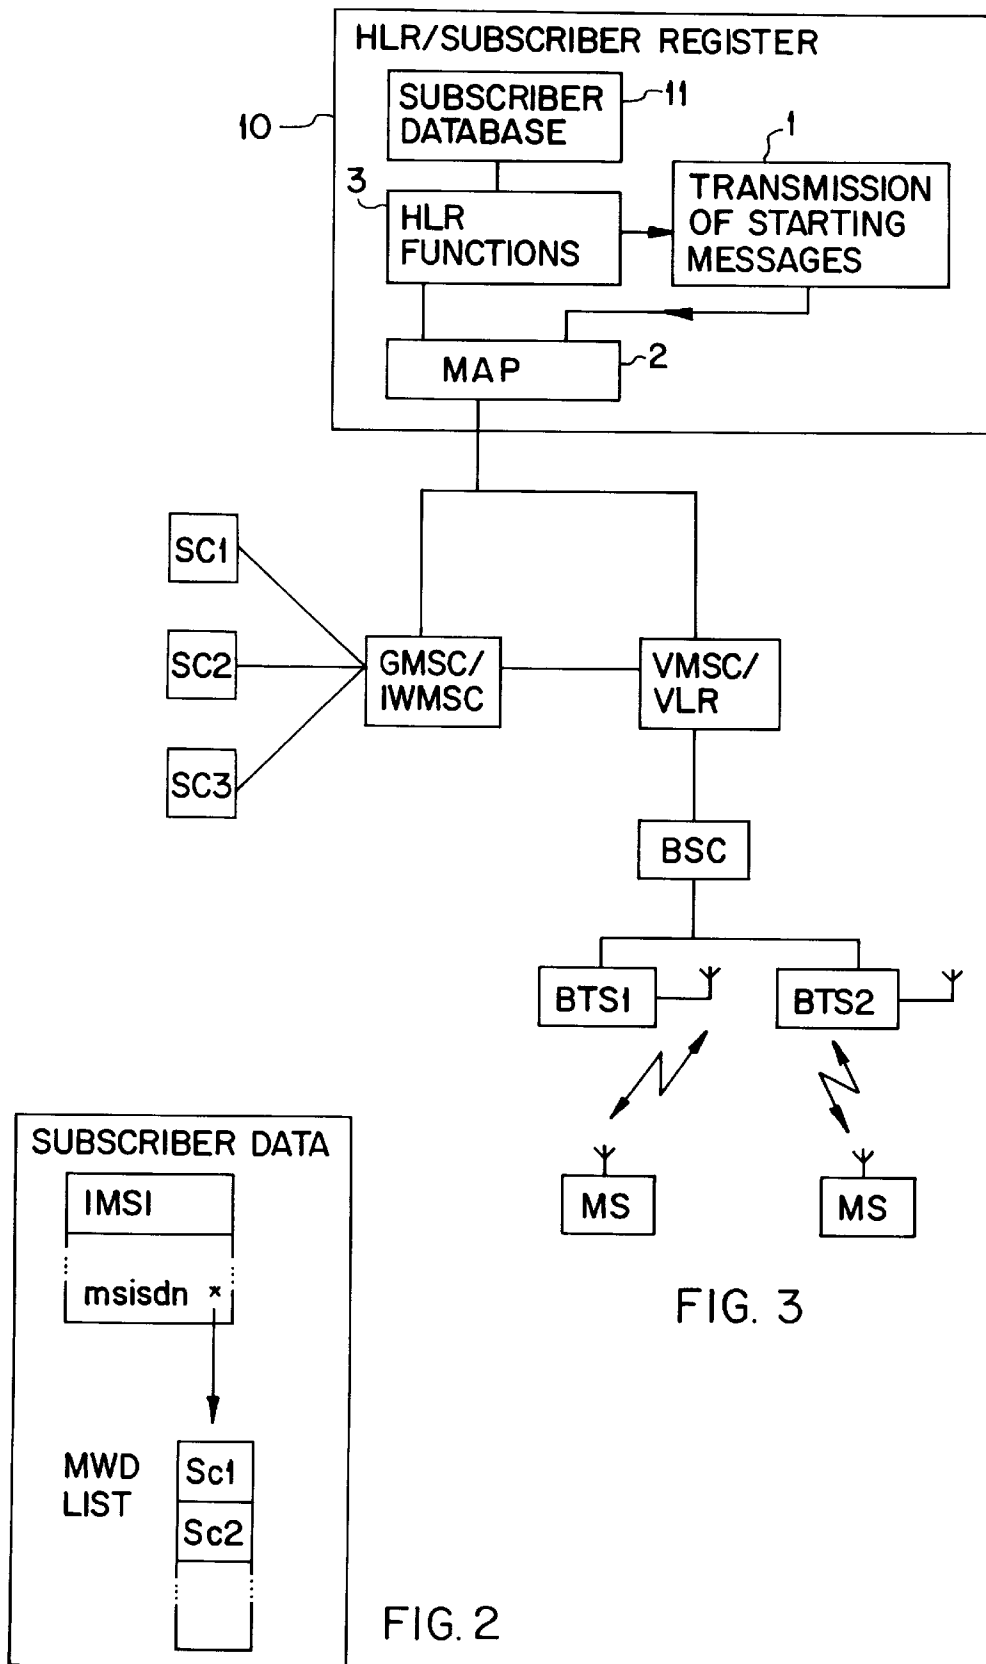 HLR/SUBSCRIBER REGISTER
SUBSCRIBER
DATABASE
11
10
1
3
HLR
FUNCTIONS
TRANSMISSION
OF STARTING
MESSAGES
MAP
2
SC1
SC2
SC3
GMSC/
IWMSC
VMSC/
VLR
BSC
BTS1
BTS2
MS
MS
FIG. 3
SUBSCRIBER DATA
IMSI
msisdn *
MWD
LIST
Sc1
Sc2
FIG. 2